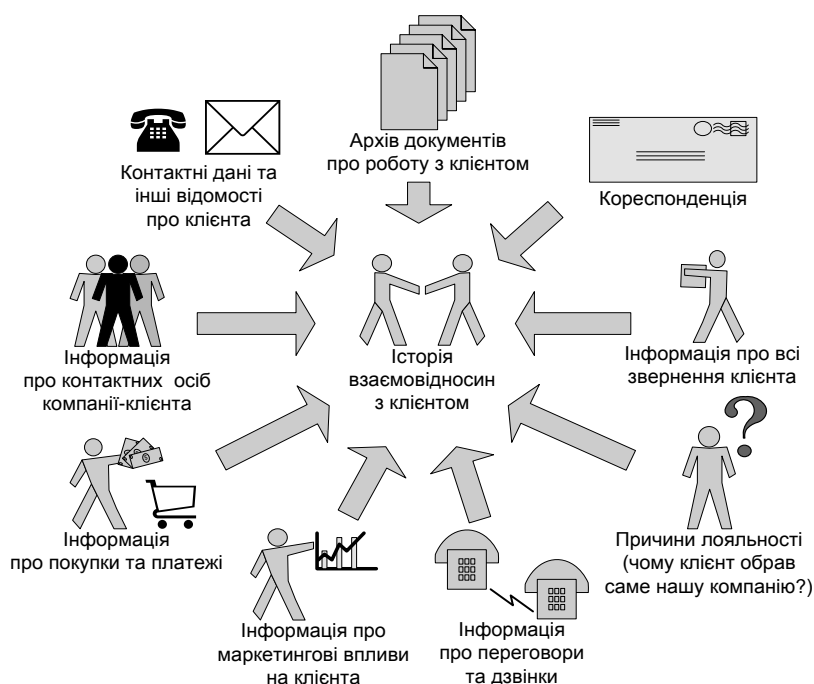 Архів документів
про роботу з клієнтом
Контактні дані та
інші відомості
про клієнта
Кореспонденція
Інформація
про контактних осіб
компанії-клієнта
Історія
взаємовідносин
з клієнтом
Інформація про всі
звернення клієнта
Інформація
про покупки та платежі
Причини лояльності
(чому клієнт обрав
саме нашу компанію?)
Інформація про
маркетингові впливи
на клієнта
Інформація
про переговори
та дзвінки